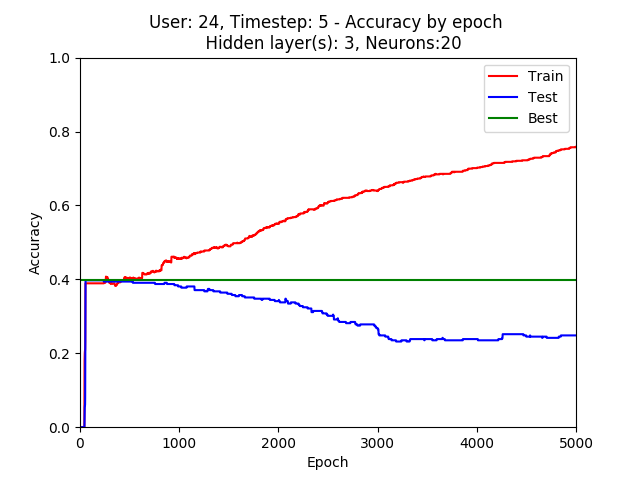 User: 24, Timestep: 5 - Accuracy by epoch
Hidden layer(s): 3, Neurons:20
1.0
0.8
0.6
0.4
0.2
0.0
Accuracy
Train
Test
Best
0 1000 2000 3000 4000 5000
Epoch